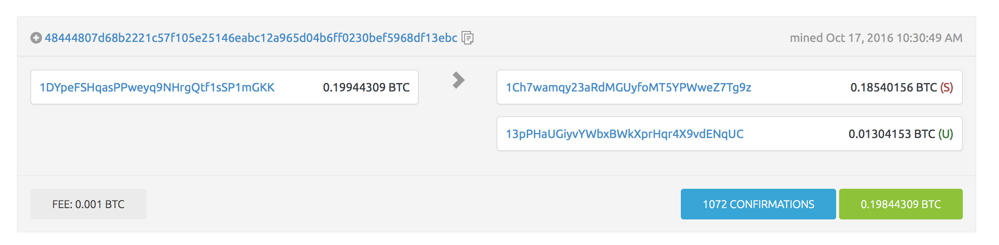 48444807d68b2221c57f105e25146eabc12a965d04b6ff0230bef5968df13ebc mined Oct 17, 2016 10:30:49 AM
1DYpeFSHqasPPweyq9NHrgQtf1sSP1mGKK 0.19944309 BTC 1Ch7wamqy23aRdMGUyfoMT5YPWweZ7Tg9z 0.18540156 BTC (S)
13pPHaUGiyvYWbxBWkXprHqr4X9vdENqUC 0.01304153 BTC (U)
FEE: 0.001 BTC 1072 CONFIRMATIONS 0.19844309 BTC